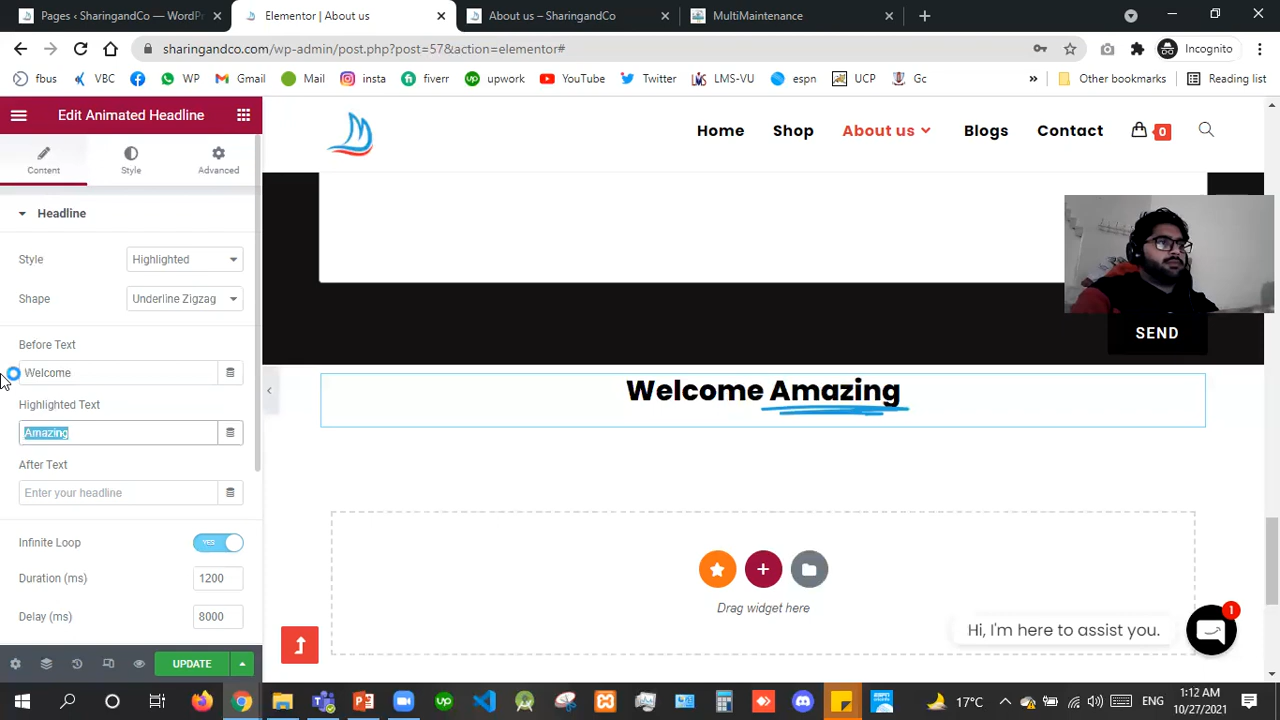 Pages ‹ SharingandCo — WordPr
Elementor | About us
About us – SharingandCo
MultiMaintenance
sharingandco.com/wp-admin/post.php?post=57&action=elementor#
Incognito
fbus
VBC
WP
Gmail
Mail
insta
fiverr
upwork
YouTube
Twitter
LMS-VU
espn
UCP
Gc
»
Other bookmarks
Reading list
Edit Animated Headline
Content
Style
Advanced
Headline
Style
Highlighted
Shape
Underline Zigzag
Before Text
Welcome
Highlighted Text
Amazing
After Text
Enter your headline
Infinite Loop
YES
Duration (ms)
1200
Delay (ms)
8000
UPDATE
Home
Shop
About us
Blogs
Contact
0
SEND
Welcome Amazing
Drag widget here
Hi, I'm here to assist you.
1
17°C
ENG
1:12 AM
10/27/2021